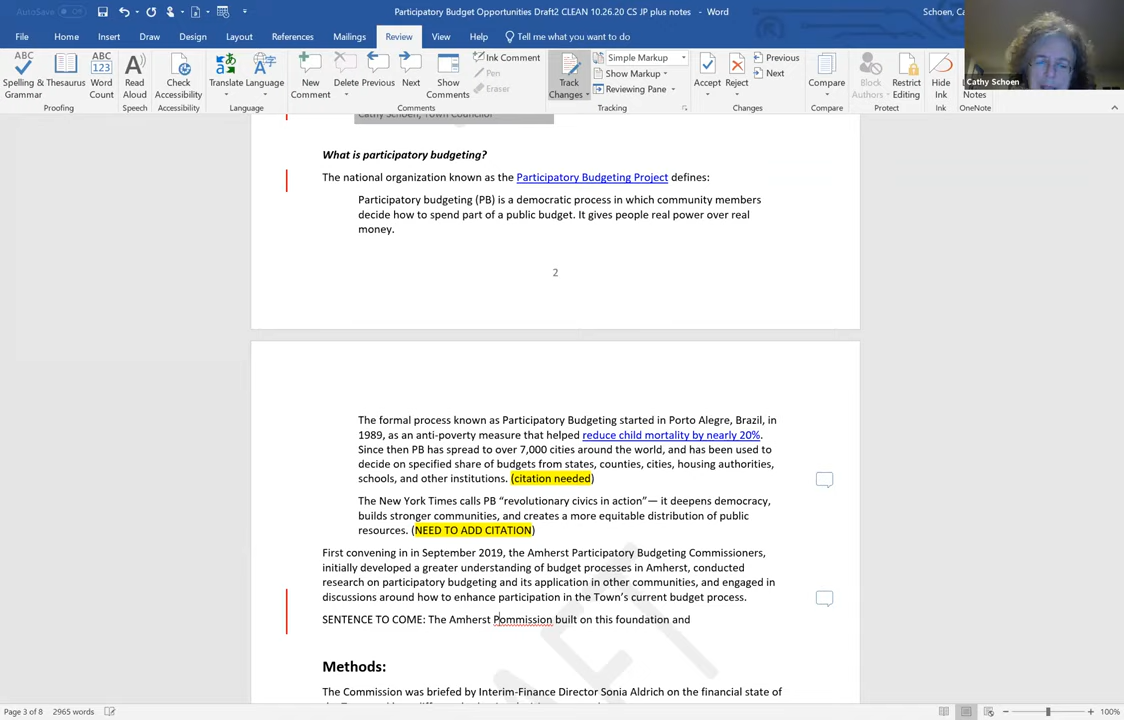 AutoSave Off
Participatory Budget Opportunities Draft2 CLEAN 10.26.20 CS JP plus notes - Word
Schoen, Ca
File Home Insert Draw Design Layout References Mailings Review View Help Tell me what you want to do
ABC
Spelling & Grammar
Thesaurus
ABC 123
Word Count
Read Aloud
Check Accessibility
Translate
Language
New Comment
Delete
Previous
Next
Show Comments
Ink Comment
Pen
Eraser
Track Changes
Simple Markup
Show Markup
Reviewing Pane
Accept
Reject
Previous
Next
Compare
Block Authors
Restrict Editing
Hide Ink
Notes
Proofing Speech Accessibility Language Comments Tracking Changes Compare Protect Ink OneNote
Cathy Schoen
Cathy Schoen, Town Councilor
What is participatory budgeting?
The national organization known as the Participatory Budgeting Project defines:
Participatory budgeting (PB) is a democratic process in which community members
decide how to spend part of a public budget. It gives people real power over real
money.
2
The formal process known as Participatory Budgeting started in Porto Alegre, Brazil, in
1989, as an anti-poverty measure that helped reduce child mortality by nearly 20%.
Since then PB has spread to over 7,000 cities around the world, and has been used to
decide on specified share of budgets from states, counties, cities, housing authorities,
schools, and other institutions. (citation needed)
The New York Times calls PB “revolutionary civics in action”— it deepens democracy,
builds stronger communities, and creates a more equitable distribution of public
resources. (NEED TO ADD CITATION)
First convening in in September 2019, the Amherst Participatory Budgeting Commissioners,
initially developed a greater understanding of budget processes in Amherst, conducted
research on participatory budgeting and its application in other communities, and engaged in
discussions around how to enhance participation in the Town’s current budget process.
SENTENCE TO COME: The Amherst Pommission built on this foundation and
Methods:
The Commission was briefed by Interim-Finance Director Sonia Aldrich on the financial state of
Page 3 of 8 2965 words
100%